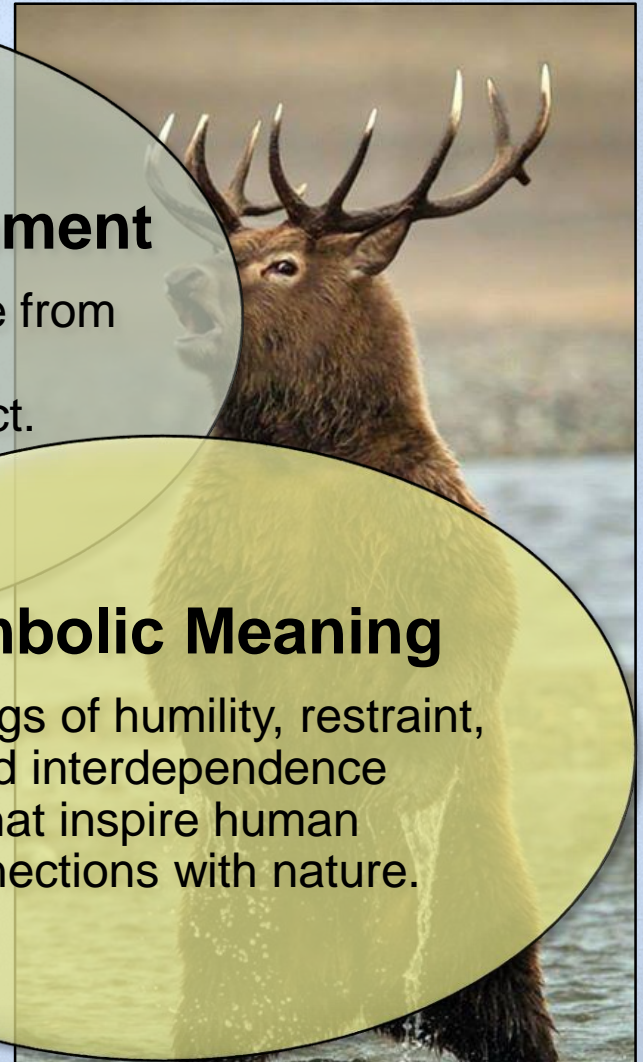 ment
e from
ct.
nbolic Meaning
gs of humility, restraint,
d interdependence
hat inspire human
nections with nature.